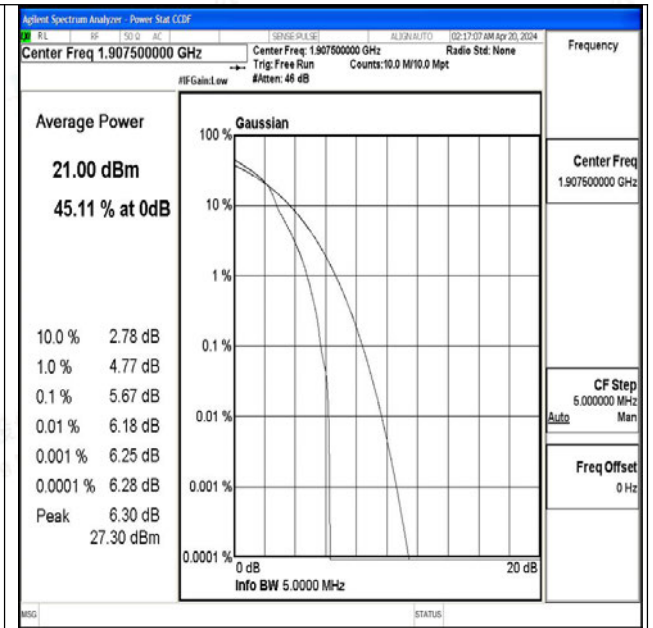 Agilent Spectrum Analyzer - Power Stat CCDF
RL RF 50 Ω AC SENSE:PULSE ALIGN AUTO 02:17:07 AM Apr 20, 2024
Center Freq 1.907500000 GHz
Center Freq: 1.907500000 GHz Radio Std: None
Trig: Free Run Counts:10.0 M/10.0 Mpt
#IFGain:Low #Atten: 46 dB
Frequency
Average Power
21.00 dBm
45.11 % at 0dB
10.0 % 2.78 dB
1.0 % 4.77 dB
0.1 % 5.67 dB
0.01 % 6.18 dB
0.001 % 6.25 dB
0.0001 % 6.28 dB
Peak 6.30 dB
27.30 dBm
Gaussian
100 %
10 %
1 %
0.1 %
0.01 %
0.001 %
0.0001 %
0 dB 20 dB
Info BW 5.0000 MHz
Center Freq
1.907500000 GHz
CF Step
5.000000 MHz
Auto Man
Freq Offset
0 Hz
MSG STATUS